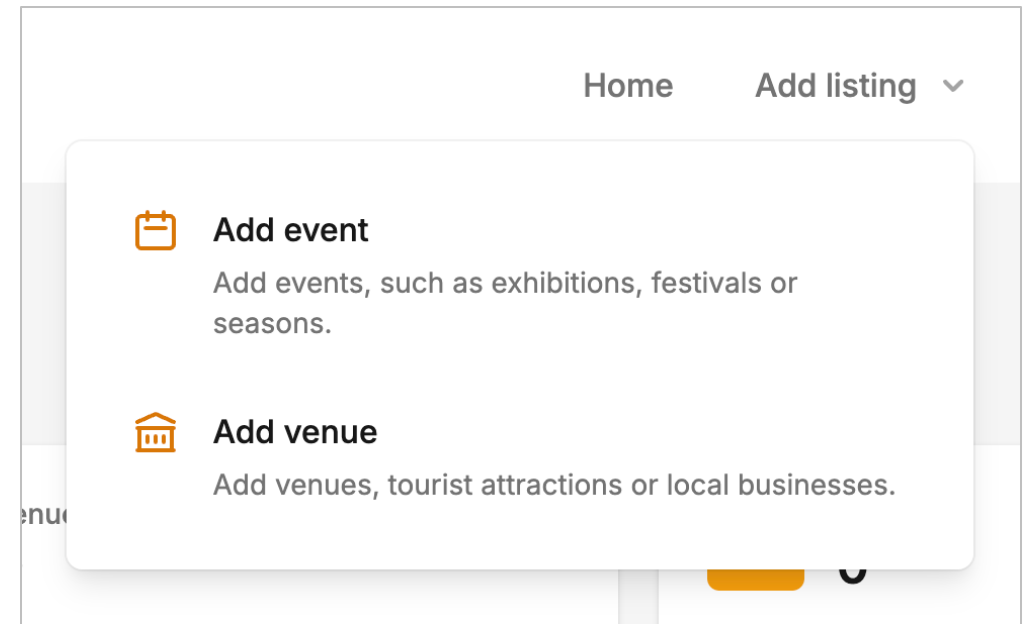 Home Add listing
Add event
Add events, such as exhibitions, festivals or
seasons.
Add venue
Add venues, tourist attractions or local businesses.